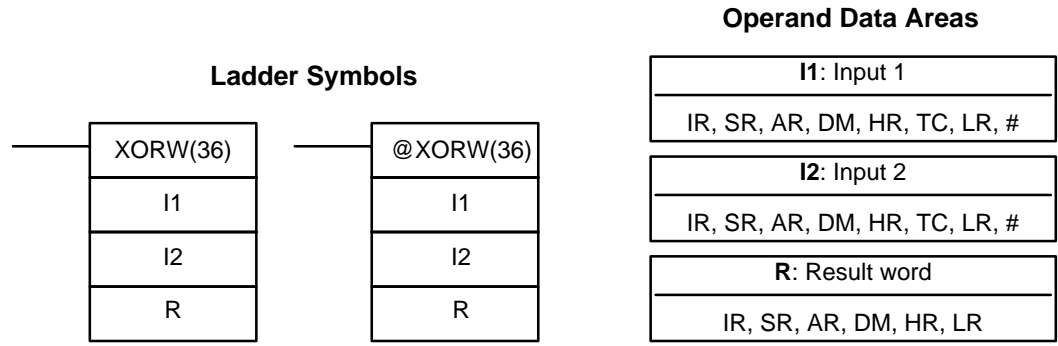 Ladder Symbols
XORW(36)
I1
I2
R
@XORW(36)
I1
I2
R
Operand Data Areas
I1: Input 1
IR, SR, AR, DM, HR, TC, LR, #
I2: Input 2
IR, SR, AR, DM, HR, TC, LR, #
R: Result word
IR, SR, AR, DM, HR, LR